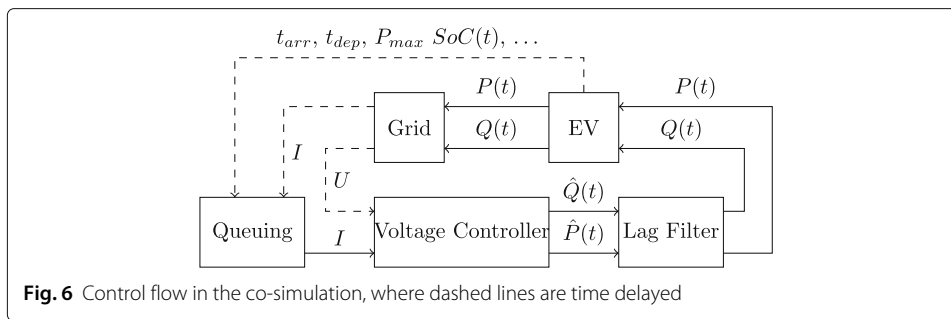 t_arr, t_dep, P_max SoC(t), ...
P(t)
P(t)
Grid
Q(t)
EV
Q(t)
I
U
Q̂(t)
Queuing
I
Voltage Controller
P̂(t)
Lag Filter
Fig. 6 Control flow in the co-simulation, where dashed lines are time delayed